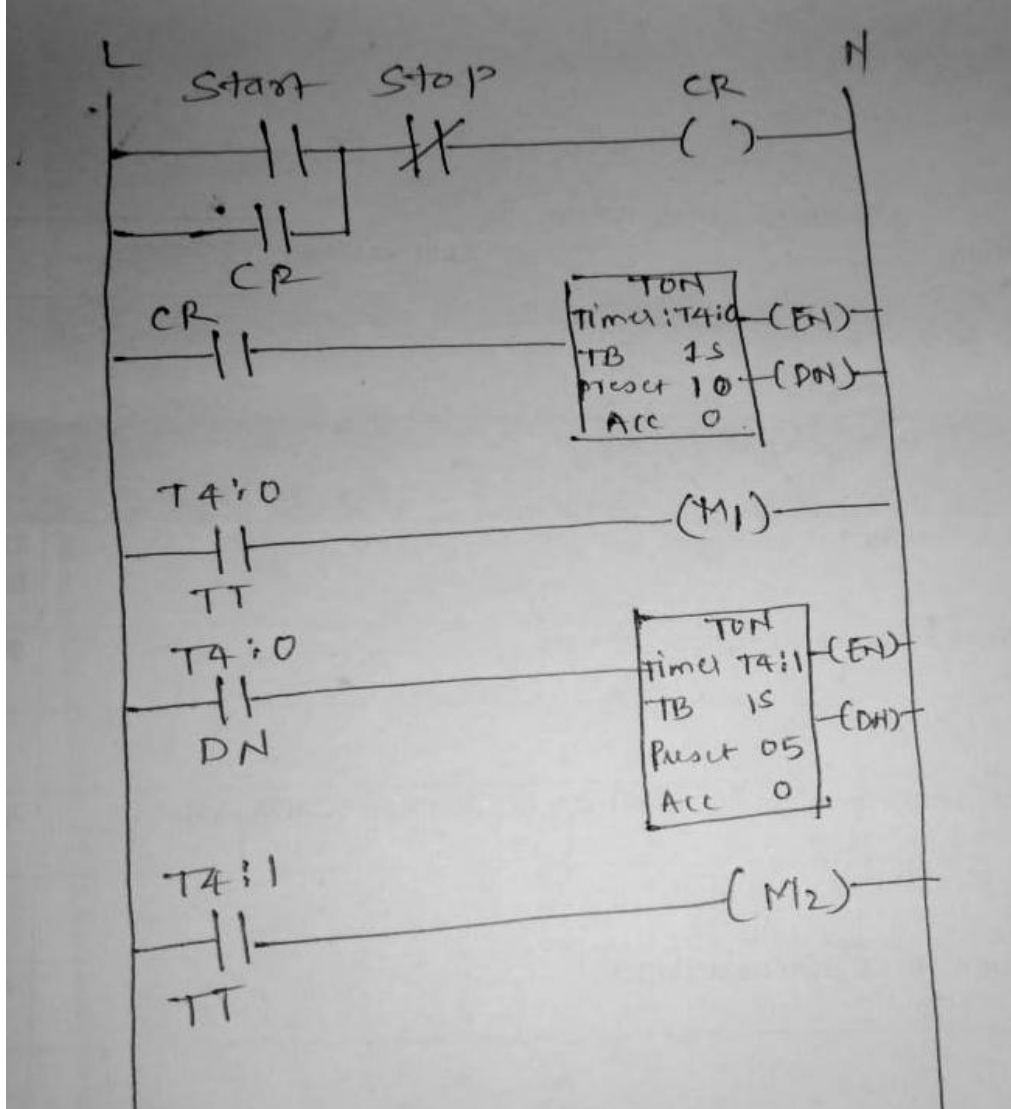 L N
Start Stop CR
( )
CR
CR
TON
Timer:T4:0 (EN)
TB 1S
preset 10 (DN)
Acc 0
T4:0
(M1)
TT
T4:0
DN
TON
Timer T4:1 (EN)
TB 1S
(DN)
Preset 05
Acc 0
T4:1
(M2)
TT